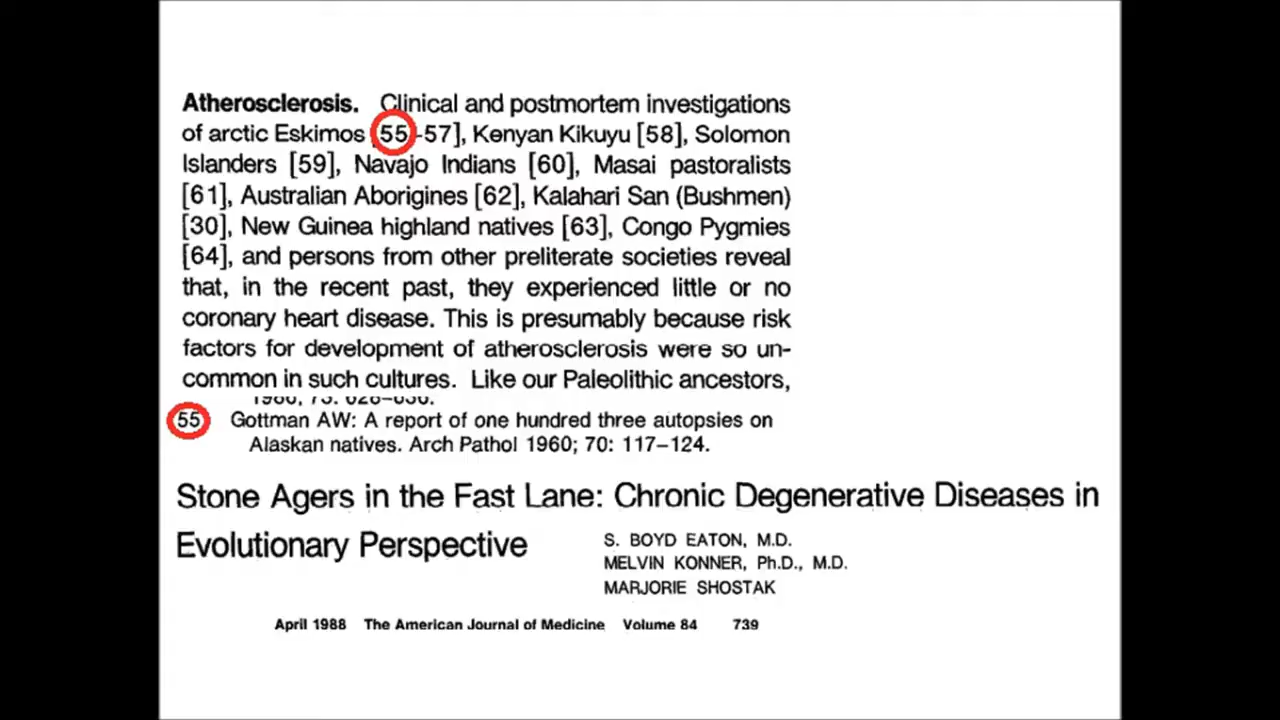 Atherosclerosis. Clinical and postmortem investigations
of arctic Eskimos [55-57], Kenyan Kikuyu [58], Solomon
Islanders [59], Navajo Indians [60], Masai pastoralists
[61], Australian Aborigines [62], Kalahari San (Bushmen)
[30], New Guinea highland natives [63], Congo Pygmies
[64], and persons from other preliterate societies reveal
that, in the recent past, they experienced little or no
coronary heart disease. This is presumably because risk
factors for development of atherosclerosis were so un-
common in such cultures. Like our Paleolithic ancestors,
55 Gottman AW: A report of one hundred three autopsies on
Alaskan natives. Arch Pathol 1960; 70: 117–124.
Stone Agers in the Fast Lane: Chronic Degenerative Diseases in
Evolutionary Perspective
S. BOYD EATON, M.D.
MELVIN KONNER, Ph.D., M.D.
MARJORIE SHOSTAK
April 1988 The American Journal of Medicine Volume 84 739